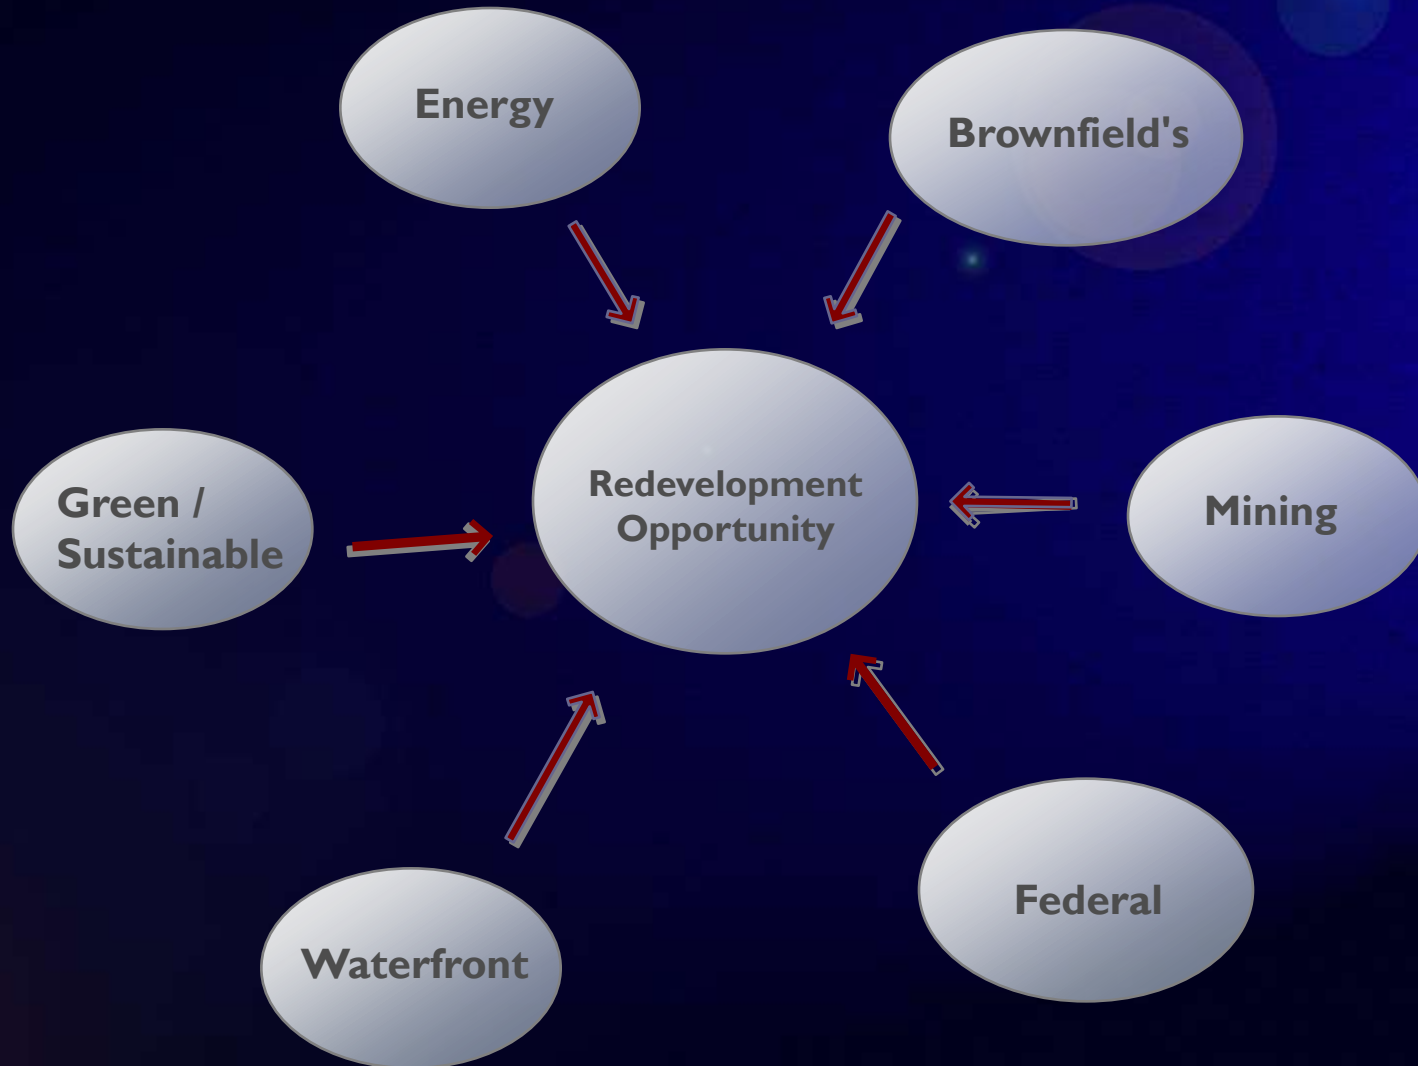 Energy
Brownfield's
Redevelopment
Opportunity
Green /
Sustainable
Mining
Federal
Waterfront